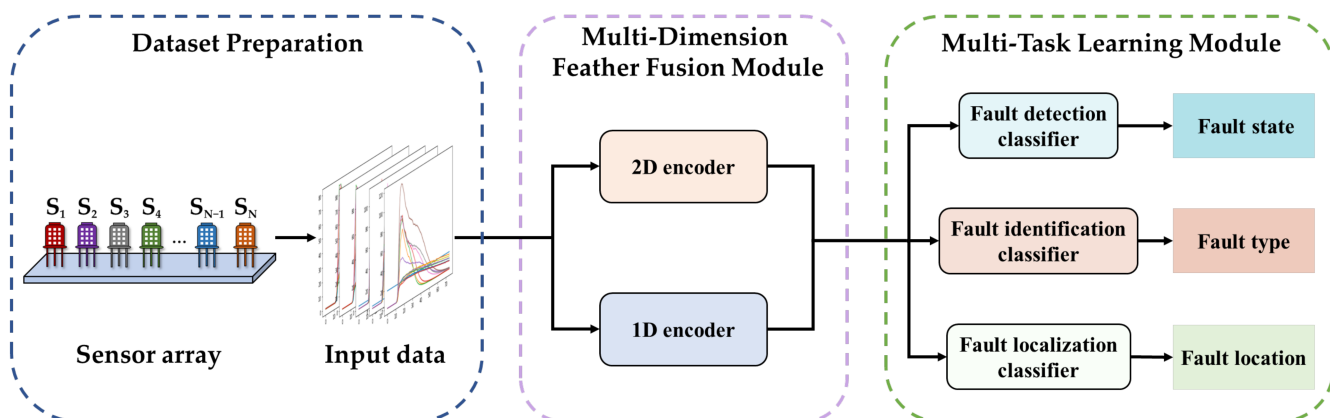 Dataset Preparation
S1 S2 S3 S4 ... SN−1 SN
Sensor array
Input data
Multi-Dimension
Feather Fusion Module
2D encoder
1D encoder
Multi-Task Learning Module
Fault detection
classifier
Fault state
Fault identification
classifier
Fault type
Fault localization
classifier
Fault location